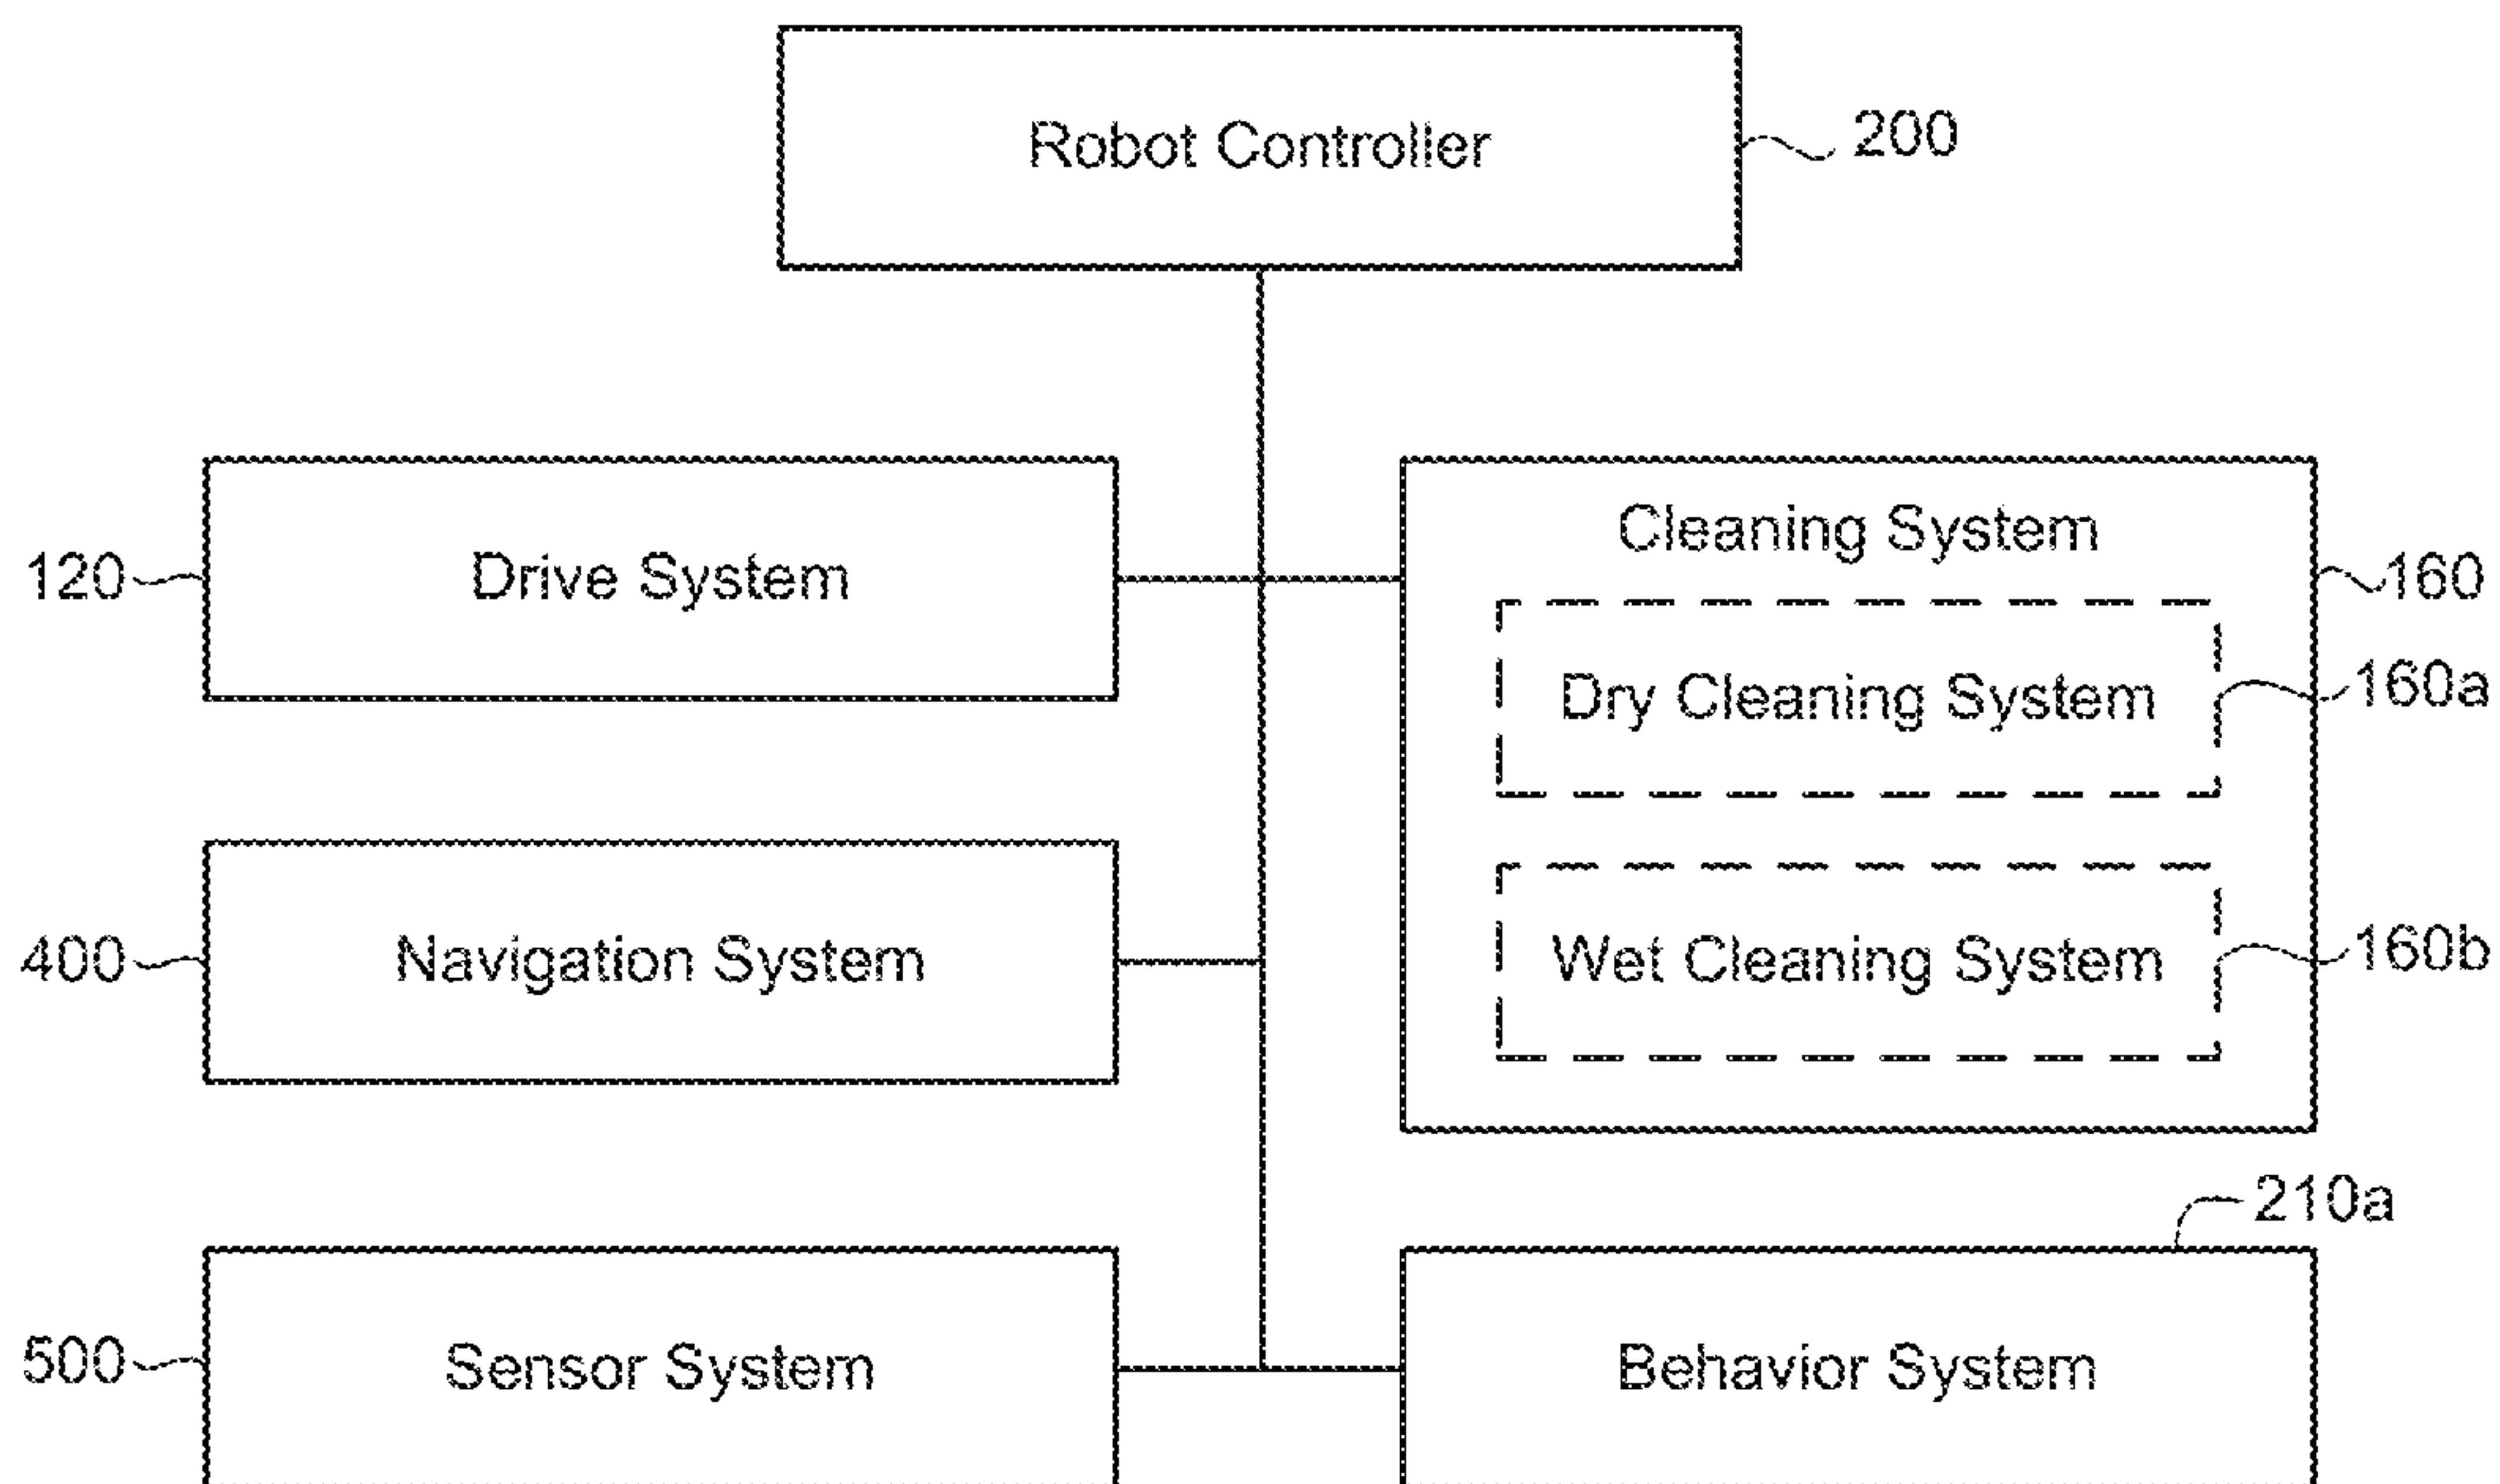 Robot Controller
200
Drive System
120
Cleaning System
160
Dry Cleaning System
160a
Navigation System
400
Wet Cleaning System
160b
210a
Sensor System
500
Behavior System